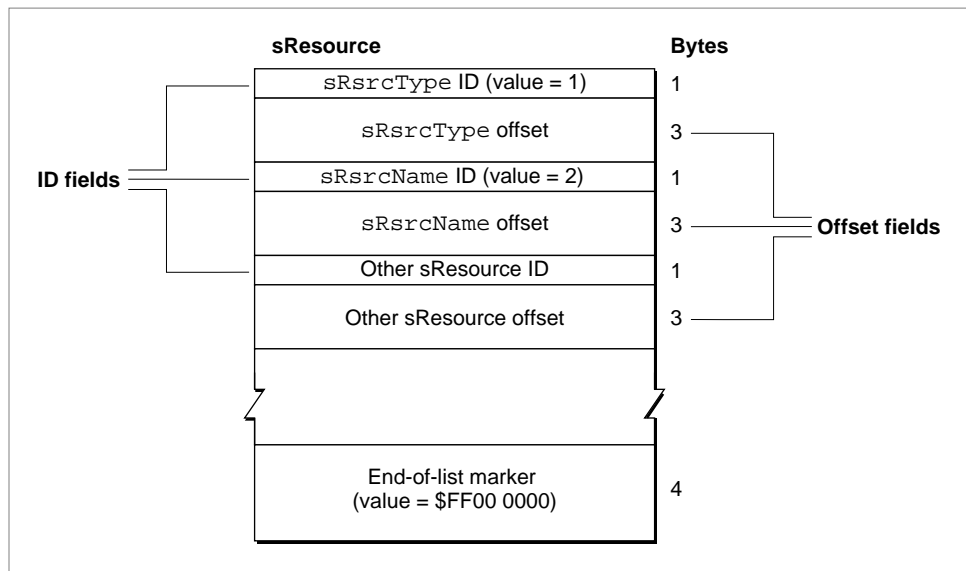 sResource Bytes
sRsrcType ID (value = 1) 1
sRsrcType offset 3
ID fields sRsrcName ID (value = 2) 1
sRsrcName offset 3 Offset fields
Other sResource ID 1
Other sResource offset 3
End-of-list marker
(value = $FF00 0000) 4